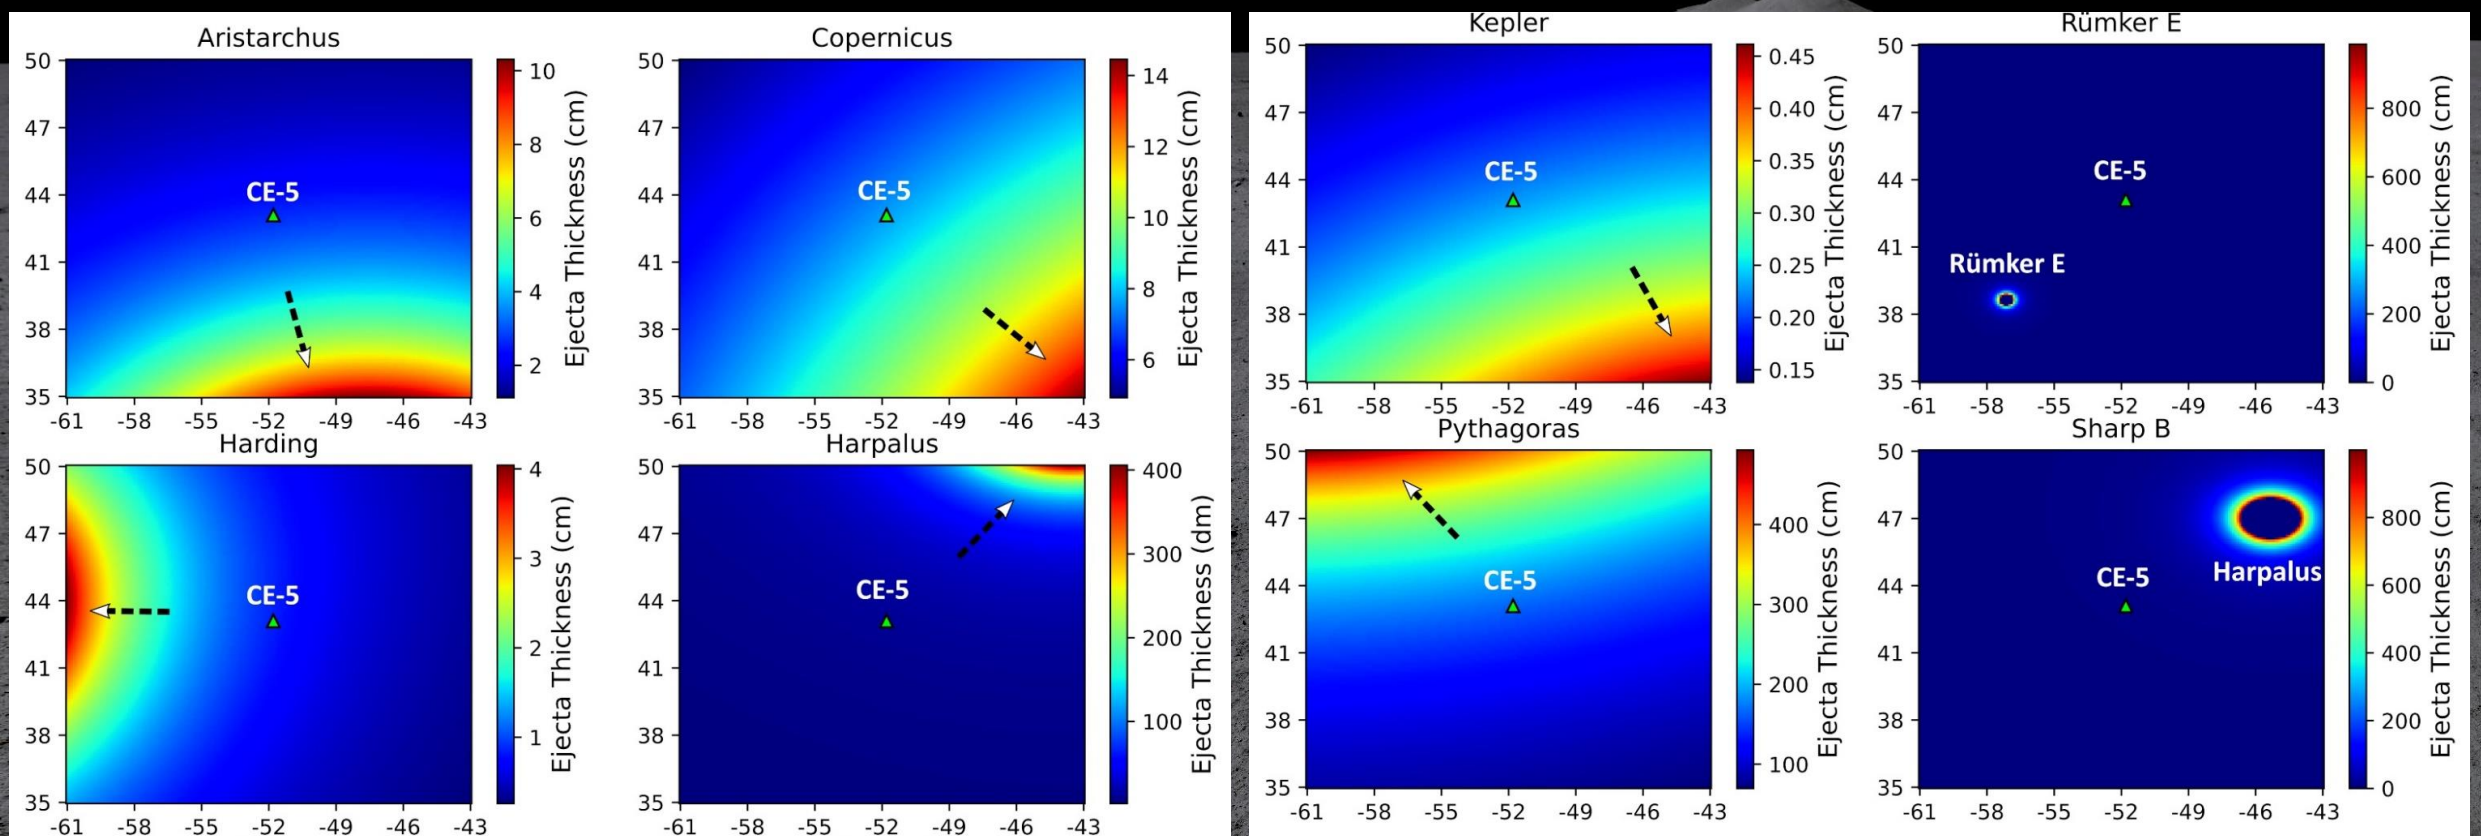 Aristarchus
50
47
44
41
38
35
-61 -58 -55 -52 -49 -46 -43
CE-5
10
8
6
4
2
Ejecta Thickness (cm)
Copernicus
50
47
44
41
38
35
-61 -58 -55 -52 -49 -46 -43
CE-5
14
12
10
8
6
Ejecta Thickness (cm)
Kepler
50
47
44
41
38
35
-61 -58 -55 -52 -49 -46 -43
CE-5
0.45
0.40
0.35
0.30
0.25
0.20
0.15
Ejecta Thickness (cm)
Rümker E
50
47
44
41
38
35
-61 -58 -55 -52 -49 -46 -43
CE-5
Rümker E
800
600
400
200
0
Ejecta Thickness (cm)
Harding
50
47
44
41
38
35
-61 -58 -55 -52 -49 -46 -43
CE-5
4
3
2
1
Ejecta Thickness (cm)
Harpalus
50
47
44
41
38
35
-61 -58 -55 -52 -49 -46 -43
CE-5
400
300
200
100
Ejecta Thickness (dm)
Pythagoras
50
47
44
41
38
35
-61 -58 -55 -52 -49 -46 -43
CE-5
400
300
200
100
Ejecta Thickness (cm)
Sharp B
50
47
44
41
38
35
-61 -58 -55 -52 -49 -46 -43
CE-5
Harpalus
800
600
400
200
0
Ejecta Thickness (cm)